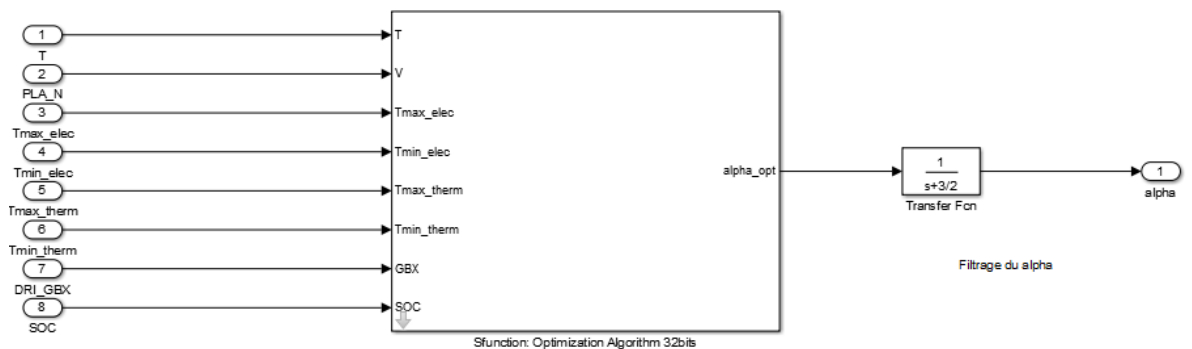 1
T
2
PLA_N
3
Tmax_elec
4
Tmin_elec
5
Tmax_therm
6
Tmin_therm
7
DRI_GBX
8
SOC
T
V
Tmax_elec
Tmin_elec
Tmax_therm
Tmin_therm
GBX
SOC
alpha_opt
Sfunction: Optimization Algorithm 32bits
1
s+3/2
Transfer Fcn
1
alpha
Filtrage du alpha